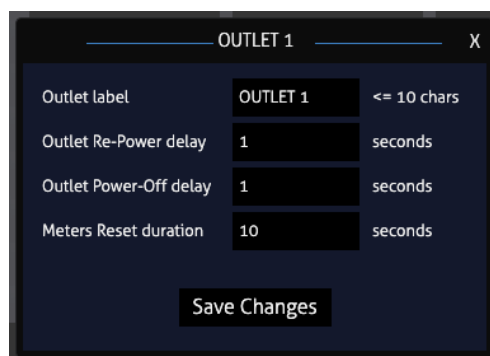 OUTLET 1 X
Outlet label OUTLET 1 <= 10 chars
Outlet Re-Power delay 1 seconds
Outlet Power-Off delay 1 seconds
Meters Reset duration 10 seconds
Save Changes